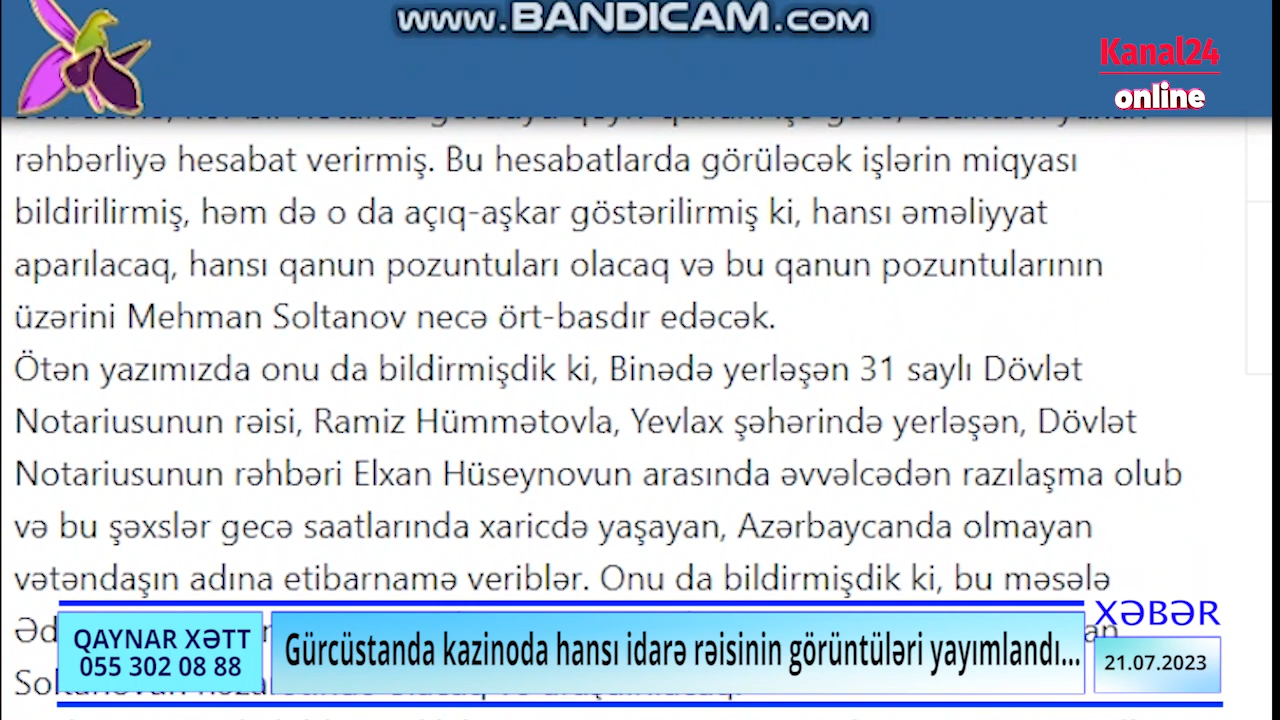 www.BANDICAM.com
Kanal24
online
rəhbərliyə hesabat verirmiş. Bu hesabatlarda görüləcək işlərin miqyası
bildirilirmiş, həm də o da açıq-aşkar göstərilirmiş ki, hansı əməliyyat
aparılacaq, hansı qanun pozuntuları olacaq və bu qanun pozuntularının
üzərini Mehman Soltanov necə ört-basdır edəcək.
Ötən yazımızda onu da bildirmişdik ki, Binədə yerləşən 31 saylı Dövlət
Notariusunun rəisi, Ramiz Hümmətovla, Yevlax şəhərində yerləşən, Dövlət
Notariusunun rəhbəri Elxan Hüseynovun arasında əvvəlcədən razılaşma olub
və bu şəxslər gecə saatlarında xaricdə yaşayan, Azərbaycanda olmayan
vətəndaşın adına etibarnamə veriblər. Onu da bildirmişdik ki, bu məsələ
XƏBƏR
QAYNAR XƏTT
055 302 08 88
Gürcüstanda kazinoda hansı idarə rəisinin görüntüləri yayımlandı...
21.07.2023